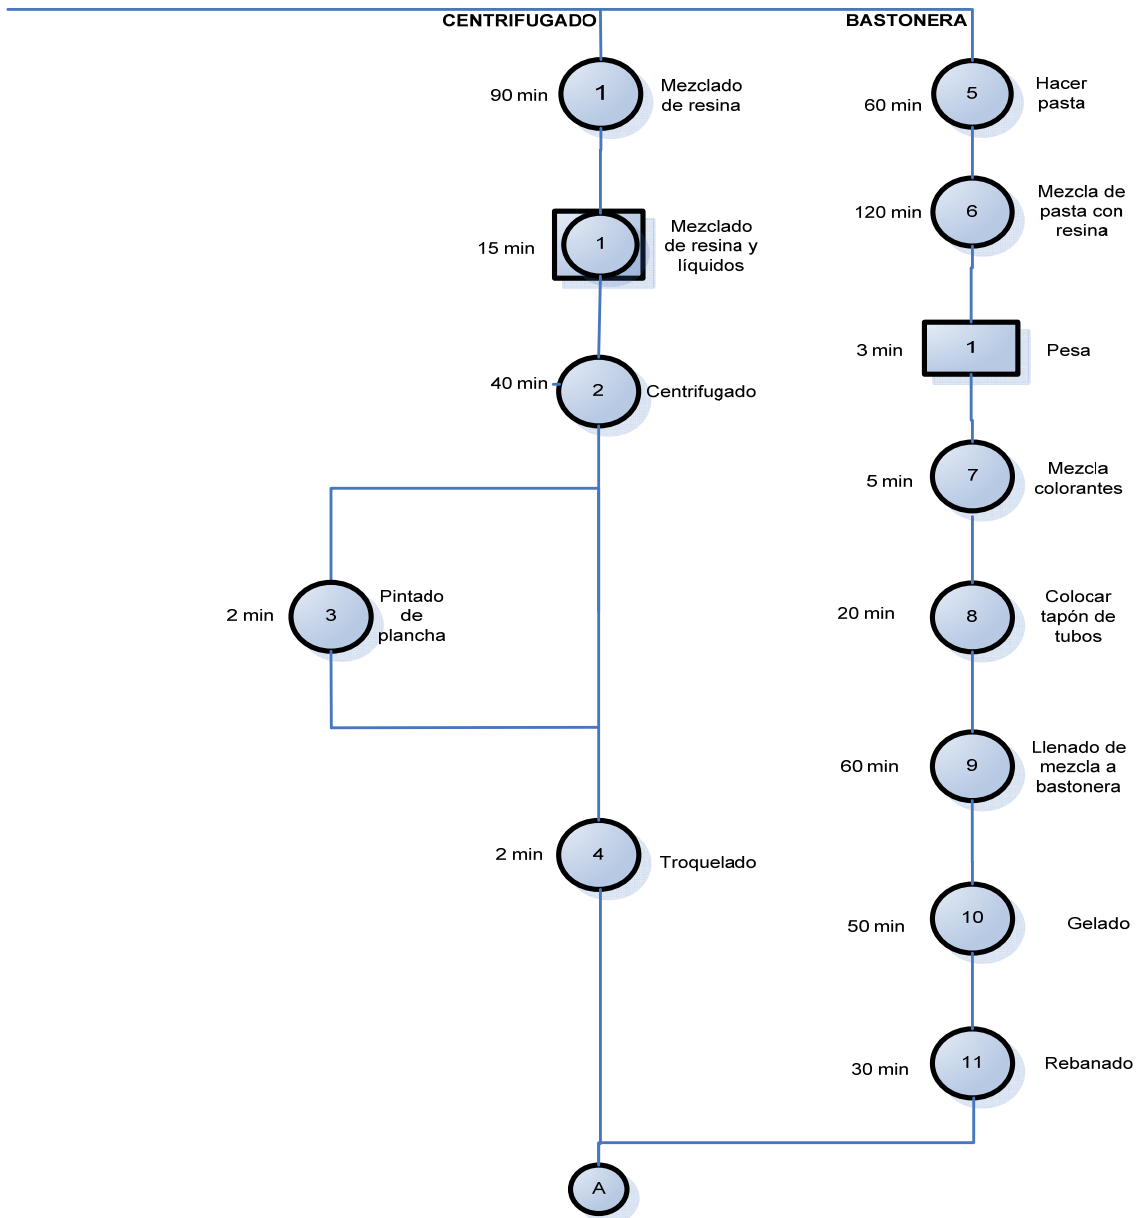 CENTRIFUGADO
90 min
1
Mezclado
de resina
15 min
1
Mezclado
de resina y
líquidos
40 min
2
Centrifugado
2 min
3
Pintado
de
plancha
2 min
4
Troquelado
BASTONERA
60 min
5
Hacer
pasta
120 min
6
Mezcla de
pasta con
resina
3 min
1
Pesa
5 min
7
Mezcla
colorantes
20 min
8
Colocar
tapón de
tubos
60 min
9
Llenado de
mezcla a
bastonera
50 min
10
Gelado
30 min
11
Rebanado
A